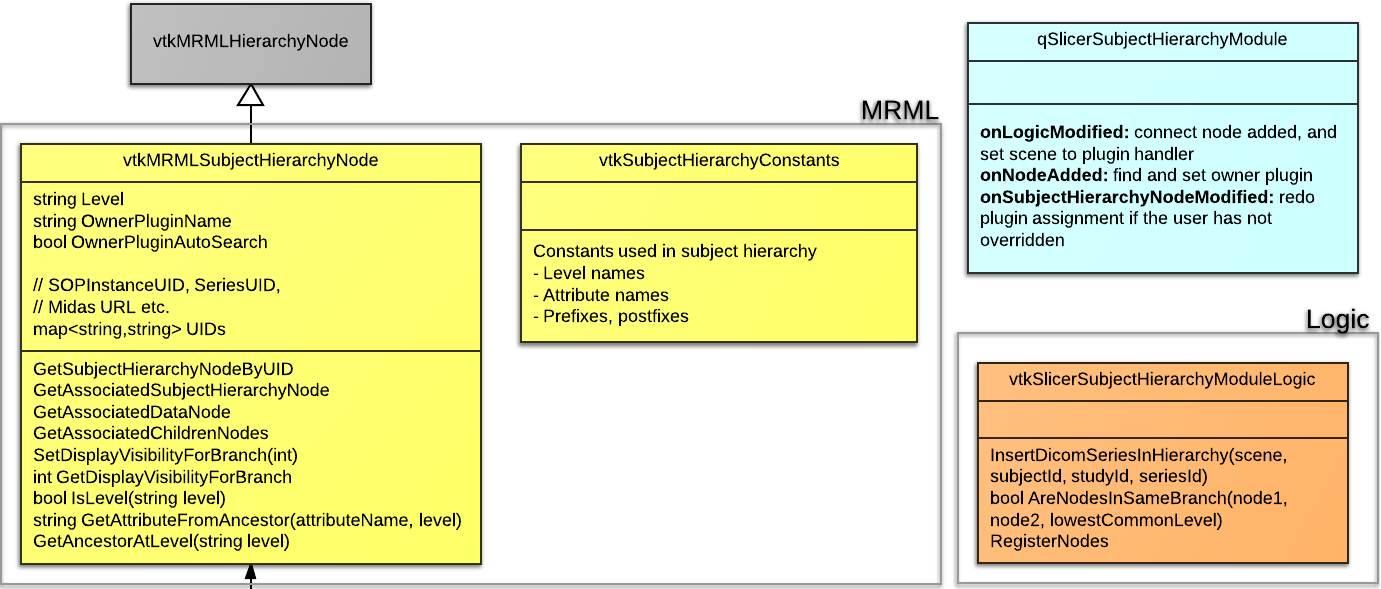 vtkMRMLHierarchyNode
MRML
vtkMRMLSubjectHierarchyNode
string Level
string OwnerPluginName
bool OwnerPluginAutoSearch
// SOPInstanceUID, SeriesUID,
// Midas URL etc.
map<string,string> UIDs
GetSubjectHierarchyNodeByUID
GetAssociatedSubjectHierarchyNode
GetAssociatedDataNode
GetAssociatedChildrenNodes
SetDisplayVisibilityForBranch(int)
int GetDisplayVisibilityForBranch
bool IsLevel(string level)
string GetAttributeFromAncestor(attributeName, level)
GetAncestorAtLevel(string level)
vtkSubjectHierarchyConstants
Constants used in subject hierarchy
- Level names
- Attribute names
- Prefixes, postfixes
qSlicerSubjectHierarchyModule
onLogicModified: connect node added, and
set scene to plugin handler
onNodeAdded: find and set owner plugin
onSubjectHierarchyNodeModified: redo
plugin assignment if the user has not
overridden
Logic
vtkSlicerSubjectHierarchyModuleLogic
InsertDicomSeriesInHierarchy(scene,
subjectId, studyId, seriesId)
bool AreNodesInSameBranch(node1,
node2, lowestCommonLevel)
RegisterNodes